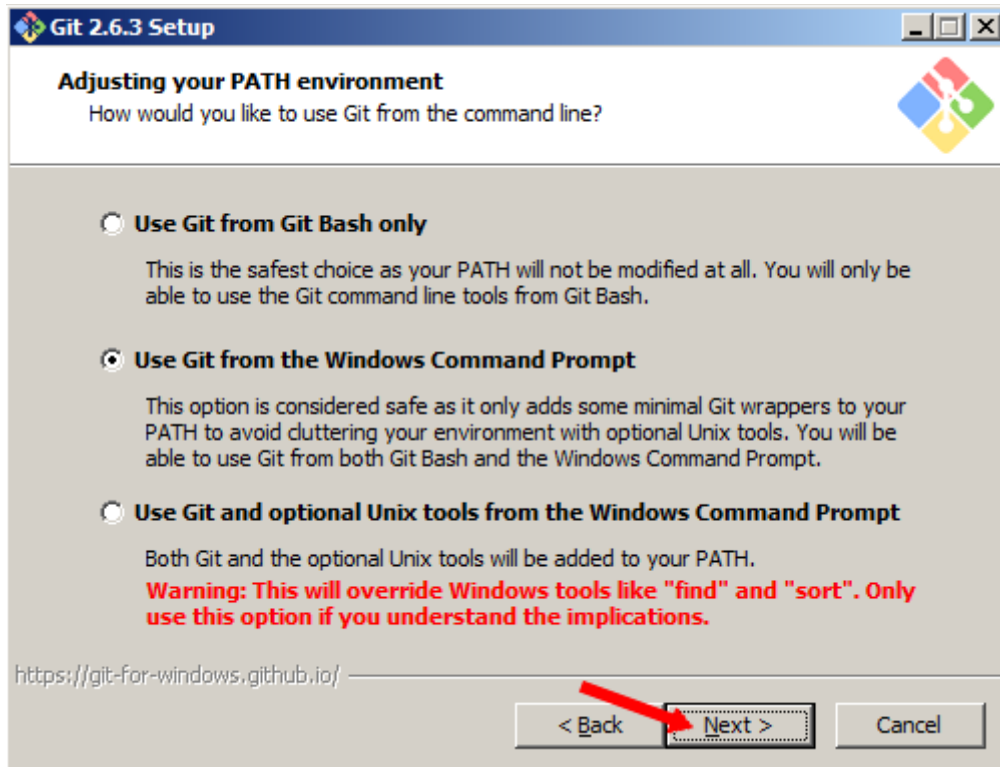 Git 2.6.3 Setup
Adjusting your PATH environment
How would you like to use Git from the command line?
Use Git from Git Bash only
This is the safest choice as your PATH will not be modified at all. You will only be
able to use the Git command line tools from Git Bash.
Use Git from the Windows Command Prompt
This option is considered safe as it only adds some minimal Git wrappers to your
PATH to avoid cluttering your environment with optional Unix tools. You will be
able to use Git from both Git Bash and the Windows Command Prompt.
Use Git and optional Unix tools from the Windows Command Prompt
Both Git and the optional Unix tools will be added to your PATH.
Warning: This will override Windows tools like "find" and "sort". Only
use this option if you understand the implications.
https://git-for-windows.github.io/
< Back Next > Cancel